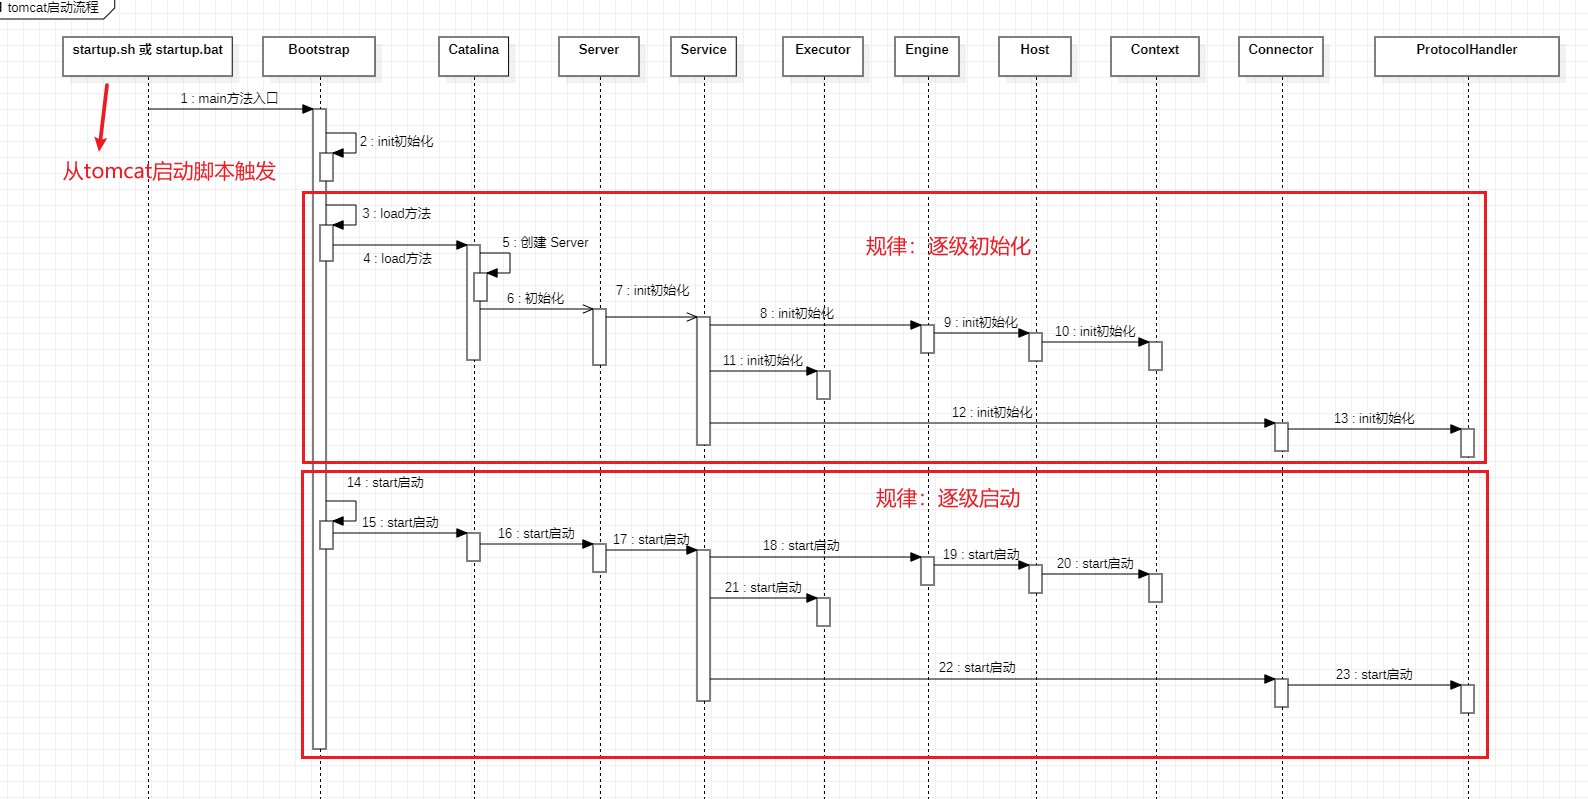 tomcat启动流程
startup.sh 或 startup.bat
Bootstrap
Catalina
Server
Service
Executor
Engine
Host
Context
Connector
ProtocolHandler
1 : main方法入口
2 : init初始化
从tomcat启动脚本触发
3 : load方法
规律：逐级初始化
4 : load方法
5 : 创建 Server
6 : 初始化
7 : init初始化
8 : init初始化
9 : init初始化
10 : init初始化
11 : init初始化
12 : init初始化
13 : init初始化
14 : start启动
规律：逐级启动
15 : start启动
16 : start启动
17 : start启动
18 : start启动
19 : start启动
20 : start启动
21 : start启动
22 : start启动
23 : start启动